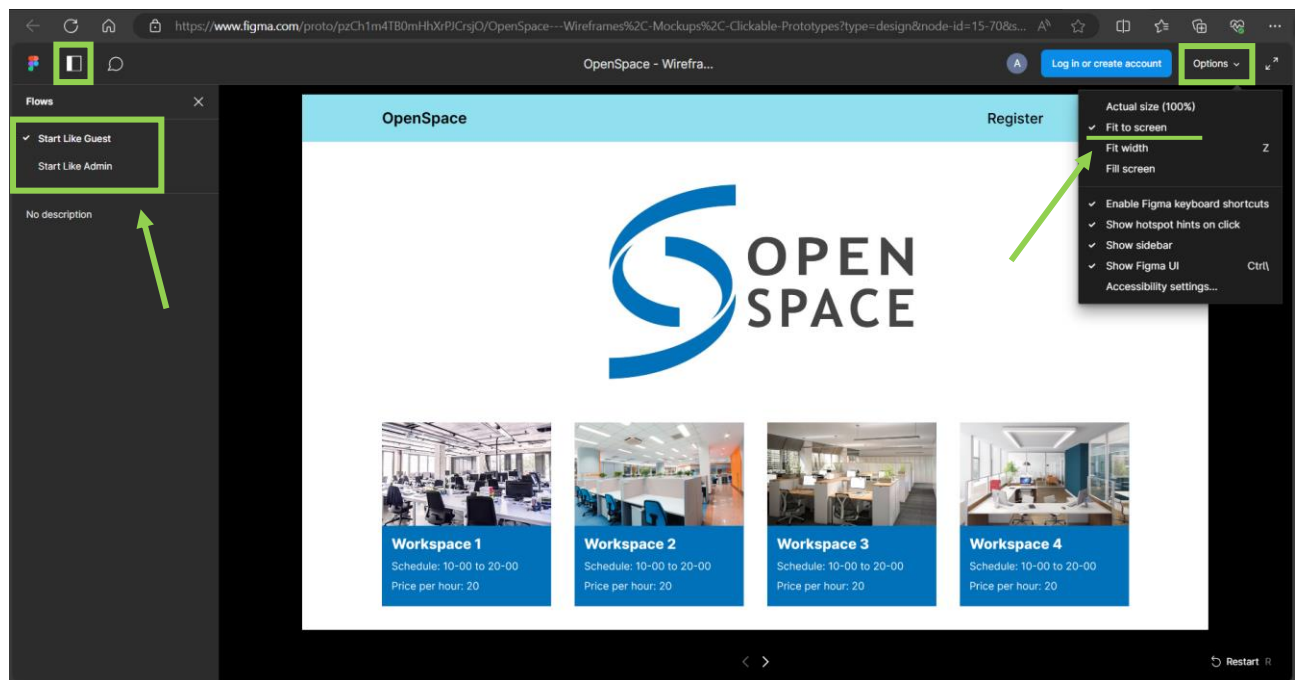 https://www.figma.com/proto/pzCh1m4TB0mHhXrPJCrsjO/OpenSpace---Wireframes%2C-Mockups%2C-Clickable-Prototypes?type=design&node-id=15-70&s...
OpenSpace - Wirefra...
A
Log in or create account
Options
Flows
Start Like Guest
Start Like Admin
No description
OpenSpace
Register
Actual size (100%)
Fit to screen
Fit width Z
Fill screen
Enable Figma keyboard shortcuts
Show hotspot hints on click
Show sidebar
Show Figma UI Ctrl\
Accessibility settings...
OPEN
SPACE
Workspace 1
Schedule: 10-00 to 20-00
Price per hour: 20
Workspace 2
Schedule: 10-00 to 20-00
Price per hour: 20
Workspace 3
Schedule: 10-00 to 20-00
Price per hour: 20
Workspace 4
Schedule: 10-00 to 20-00
Price per hour: 20
Restart R